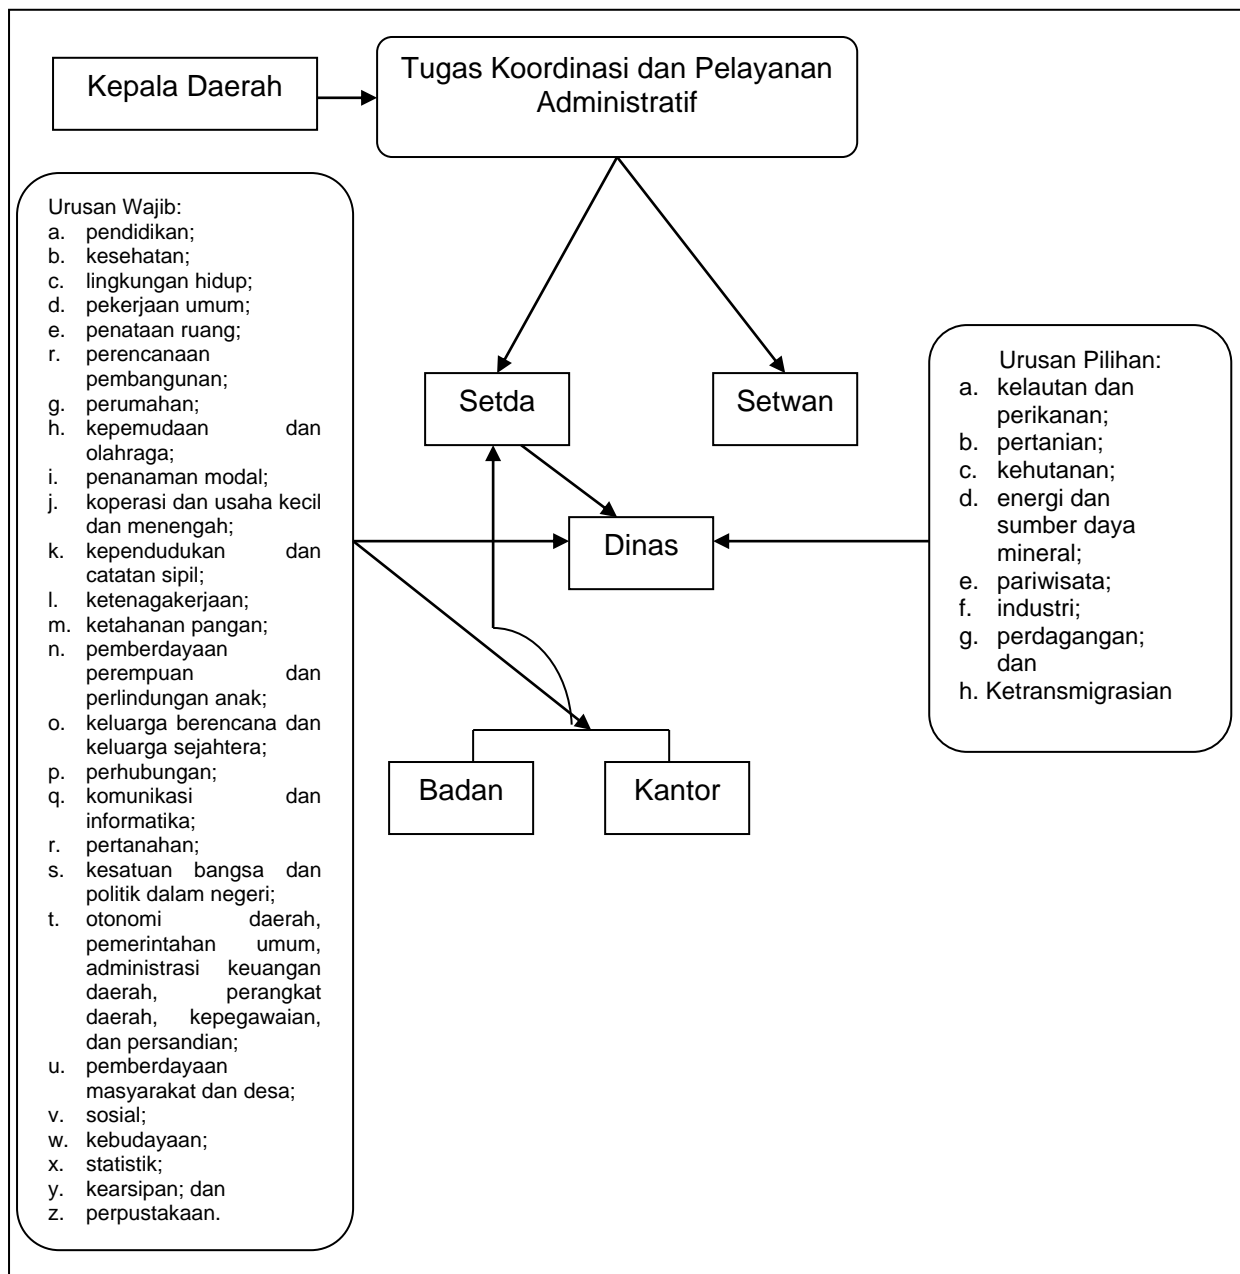 Kepala Daerah
Tugas Koordinasi dan Pelayanan
Administratif
Urusan Wajib:
a. pendidikan;
b. kesehatan;
c. lingkungan hidup;
d. pekerjaan umum;
e. penataan ruang;
r. perencanaan
pembangunan;
g. perumahan;
h. kepemudaan dan
olahraga;
i. penanaman modal;
j. koperasi dan usaha kecil
dan menengah;
k. kependudukan dan
catatan sipil;
l. ketenagakerjaan;
m. ketahanan pangan;
n. pemberdayaan
perempuan dan
perlindungan anak;
o. keluarga berencana dan
keluarga sejahtera;
p. perhubungan;
q. komunikasi dan
informatika;
r. pertanahan;
s. kesatuan bangsa dan
politik dalam negeri;
t. otonomi daerah,
pemerintahan umum,
administrasi keuangan
daerah, perangkat
daerah, kepegawaian,
dan persandian;
u. pemberdayaan
masyarakat dan desa;
v. sosial;
w. kebudayaan;
x. statistik;
y. kearsipan; dan
z. perpustakaan.
Setda
Setwan
Dinas
Badan
Kantor
Urusan Pilihan:
a. kelautan dan
perikanan;
b. pertanian;
c. kehutanan;
d. energi dan
sumber daya
mineral;
e. pariwisata;
f. industri;
g. perdagangan;
dan
h. Ketransmigrasian